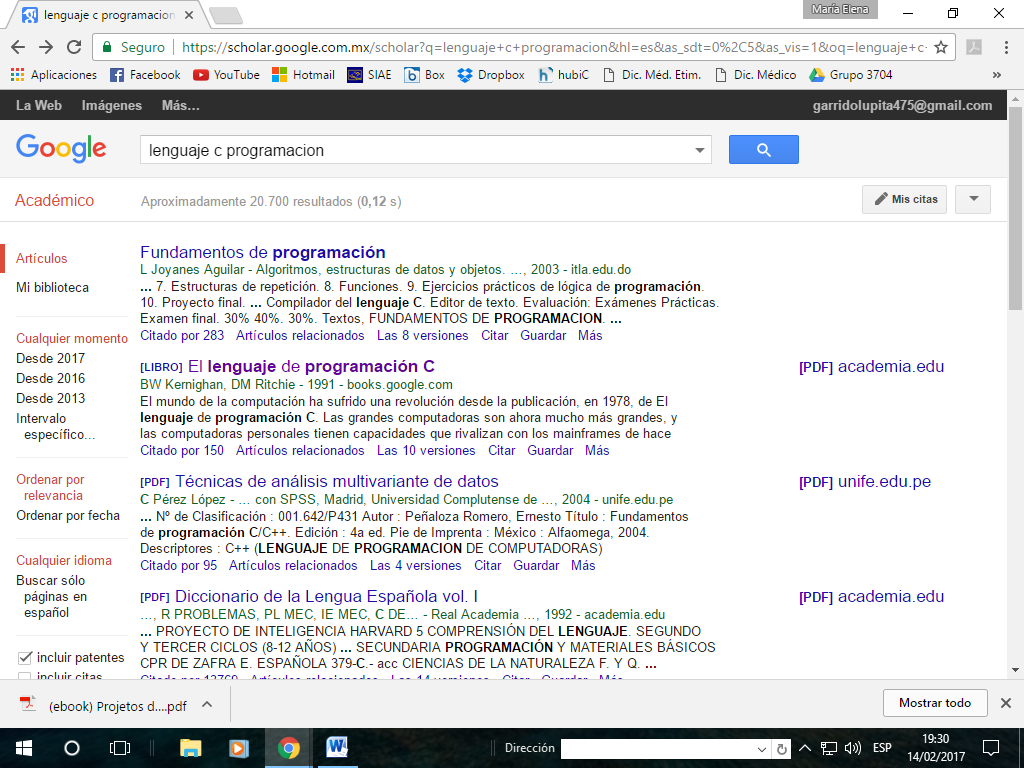 lenguaje c programacion
María Elena
Seguro
https://scholar.google.com.mx/scholar?q=lenguaje+c+programacion&hl=es&as_sdt=0%2C5&as_vis=1&oq=lenguaje+c-
Aplicaciones Facebook YouTube Hotmail SIAE Box Dropbox hubiC Dic. Méd. Etim. Dic. Médico Grupo 3704 »
La Web Imágenes Más... garridolupita475@gmail.com
Google lenguaje c programacion
Académico Aproximadamente 20.700 resultados (0,12 s) Mis citas
Artículos
Mi biblioteca
Cualquier momento
Desde 2017
Desde 2016
Desde 2013
Intervalo
específico...
Ordenar por
relevancia
Ordenar por fecha
Cualquier idioma
Buscar sólo
páginas en
español
incluir patentes
incluir citas
Fundamentos de programación
L Joyanes Aguilar - Algoritmos, estructuras de datos y objetos. ..., 2003 - itla.edu.do
... 7. Estructuras de repetición. 8. Funciones. 9. Ejercicios prácticos de lógica de programación.
10. Proyecto final. ... Compilador del lenguaje C. Editor de texto. Evaluación: Exámenes Prácticas.
Examen final. 30% 40%. 30%. Textos, FUNDAMENTOS DE PROGRAMACION. ...
Citado por 283 Artículos relacionados Las 8 versiones Citar Guardar Más
[LIBRO] El lenguaje de programación C
[PDF] academia.edu
BW Kernighan, DM Ritchie - 1991 - books.google.com
El mundo de la computación ha sufrido una revolución desde la publicación, en 1978, de El
lenguaje de programación C. Las grandes computadoras son ahora mucho más grandes, y
las computadoras personales tienen capacidades que rivalizan con los mainframes de hace
Citado por 150 Artículos relacionados Las 10 versiones Citar Guardar Más
[PDF] Técnicas de análisis multivariante de datos
[PDF] unife.edu.pe
C Pérez López - ... con SPSS, Madrid, Universidad Complutense de ..., 2004 - unife.edu.pe
... Nº de Clasificación : 001.642/P431 Autor : Peñaloza Romero, Ernesto Título : Fundamentos
de programación C/C++. Edición : 4a ed. Pie de Imprenta : México : Alfaomega, 2004.
Descriptores : C++ (LENGUAJE DE PROGRAMACION DE COMPUTADORAS)
Citado por 95 Artículos relacionados Las 4 versiones Citar Guardar Más
[PDF] Diccionario de la Lengua Española vol. I
[PDF] academia.edu
..., R PROBLEMAS, PL MEC, IE MEC, C DE... - Real Academia ..., 1992 - academia.edu
... PROYECTO DE INTELIGENCIA HARVARD 5 COMPRENSIÓN DEL LENGUAJE. SEGUNDO
Y TERCER CICLOS (8-12 AÑOS) ... SECUNDARIA PROGRAMACIÓN Y MATERIALES BÁSICOS
CPR DE ZAFRA E. ESPAÑOLA 379-C.- acc CIENCIAS DE LA NATURALEZA F. Y Q. ...
Citado por 13769 Artículos relacionados Las 14 versiones Citar Guardar Más
(ebook) Projetos d....pdf
Mostrar todo
Dirección
ESP
19:30
14/02/2017